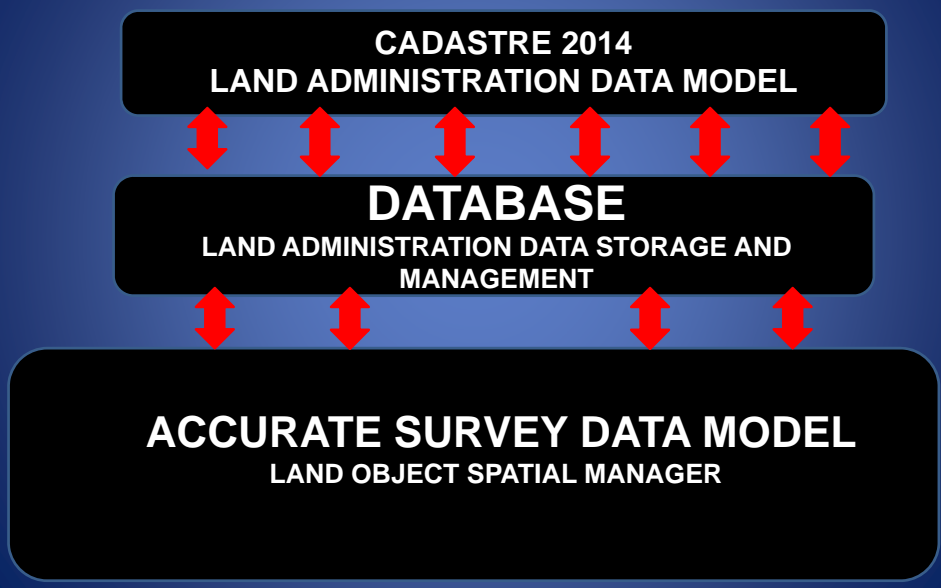 CADASTRE 2014
LAND ADMINISTRATION DATA MODEL
DATABASE
LAND ADMINISTRATION DATA STORAGE AND
MANAGEMENT
ACCURATE SURVEY DATA MODEL
LAND OBJECT SPATIAL MANAGER